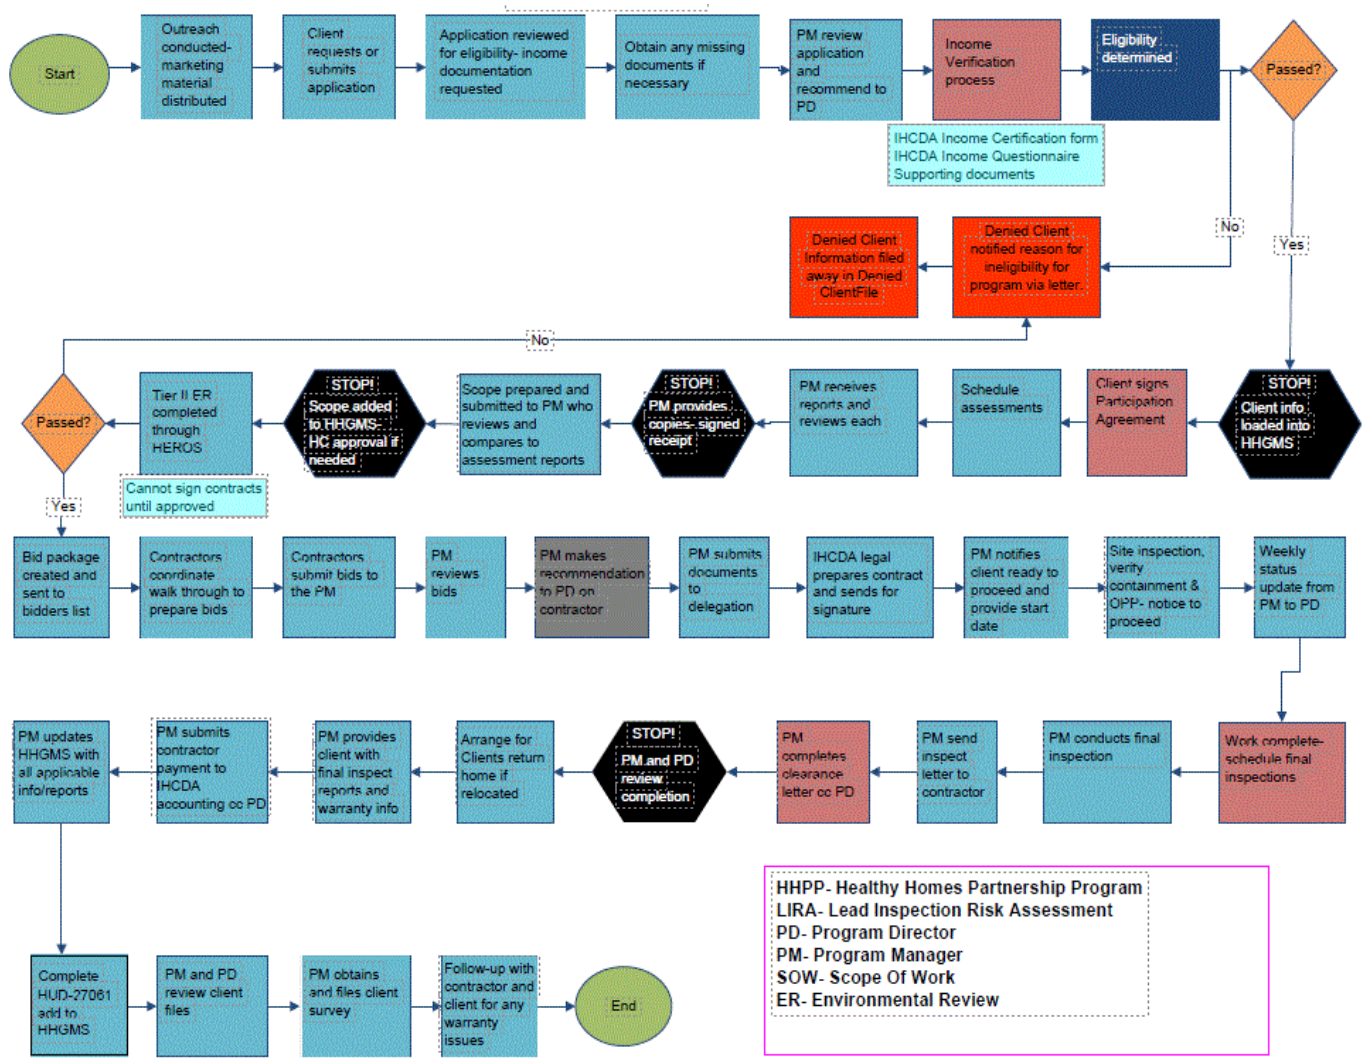 Start
Outreach
conducted-
marketing
material
distributed
Client
requests or
submits
application
Application reviewed
for eligibility- income
documentation
requested
Obtain any missing
documents if
necessary
PM review
application
and
recommend to
PD
Income
Verification
process
Eligibility
determined
Passed?
IHCDA Income Certification form
IHCDA Income Questionnaire
Supporting documents
No
Yes
Denied Client
Information filed
away in Denied
ClientFile
Denied Client
notified reason for
ineligibility for
program via letter.
No
Passed?
Tier II ER
completed
through
HEROS
STOP!
Scope added
to HHGMS-
HC approval if
needed
Scope prepared and
submitted to PM who
reviews and
compares to
assessment reports
STOP!
PM provides
copies- signed
receipt
PM receives
reports and
reviews each
Schedule
assessments
Client signs
Participation
Agreement
STOP!
Client info
loaded into
HHGMS
Cannot sign contracts
until approved
Yes
Bid package
created and
sent to
bidders list
Contractors
coordinate
walk through to
prepare bids
Contractors
submit bids to
the PM
PM
reviews
bids
PM makes
recommendation
to PD on
contractor
PM submits
documents
to
delegation
IHCDA legal
prepares contract
and sends for
signature
PM notifies
client ready to
proceed and
provide start
date
Site inspection,
verify
containment &
OPP- notice to
proceed
Weekly
status
update from
PM to PD
PM updates
HHGMS with
all applicable
info/reports
PM submits
contractor
payment to
IHCDA
accounting cc PD
PM provides
client with
final inspect
reports and
warranty info
Arrange for
Clients return
home if
relocated
STOP!
PM and PD
review
completion
PM
completes
clearance
letter cc PD
PM send
inspect
letter to
contractor
PM conducts final
inspection
Work complete-
schedule final
inspections
HHPP- Healthy Homes Partnership Program
LIRA- Lead Inspection Risk Assessment
PD- Program Director
PM- Program Manager
SOW- Scope Of Work
ER- Environmental Review
Complete
HUD-27061
add to
HHGMS
PM and PD
review client
files
PM obtains
and files client
survey
Follow-up with
contractor and
client for any
warranty
issues
End